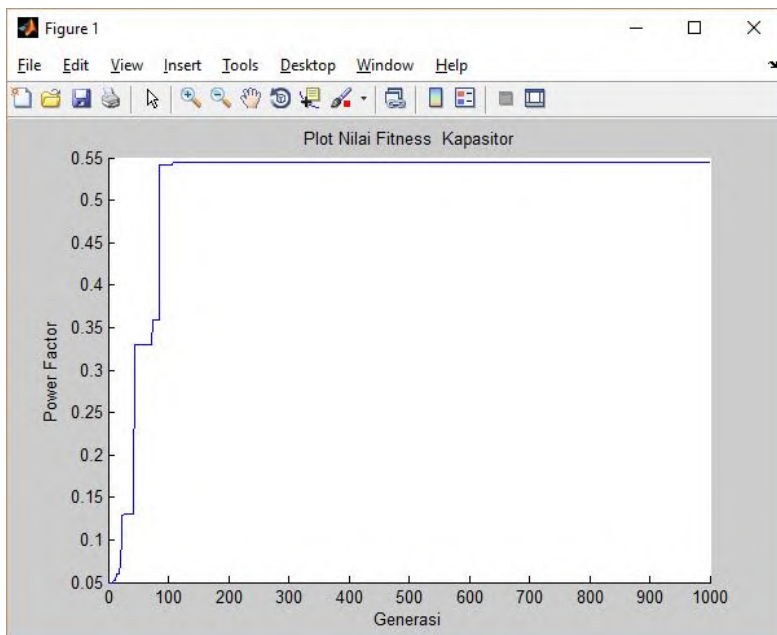 Figure 1
File Edit View Insert Tools Desktop Window Help
Plot Nilai Fitness Kapasitor
0.55
0.5
0.45
0.4
0.35
0.3
0.25
0.2
0.15
0.1
0.05
Power Factor
0 100 200 300 400 500 600 700 800 900 1000
Generasi